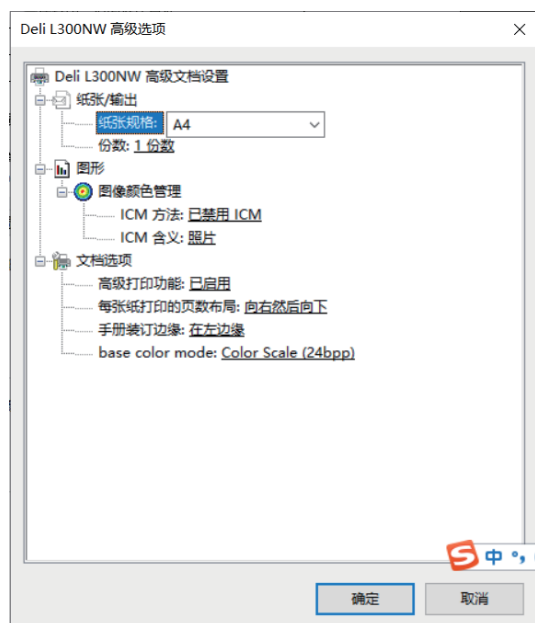 Deli L300NW 高级选项
Deli L300NW 高级文档设置
纸张/输出
纸张规格: A4
份数: 1 份数
图形
图像颜色管理
ICM 方法: 已禁用 ICM
ICM 含义: 照片
文档选项
高级打印功能: 已启用
每张纸打印的页数布局: 向右然后向下
手册装订边缘: 在左边缘
base color mode: Color Scale (24bpp)
S 中 °,
确定 取消